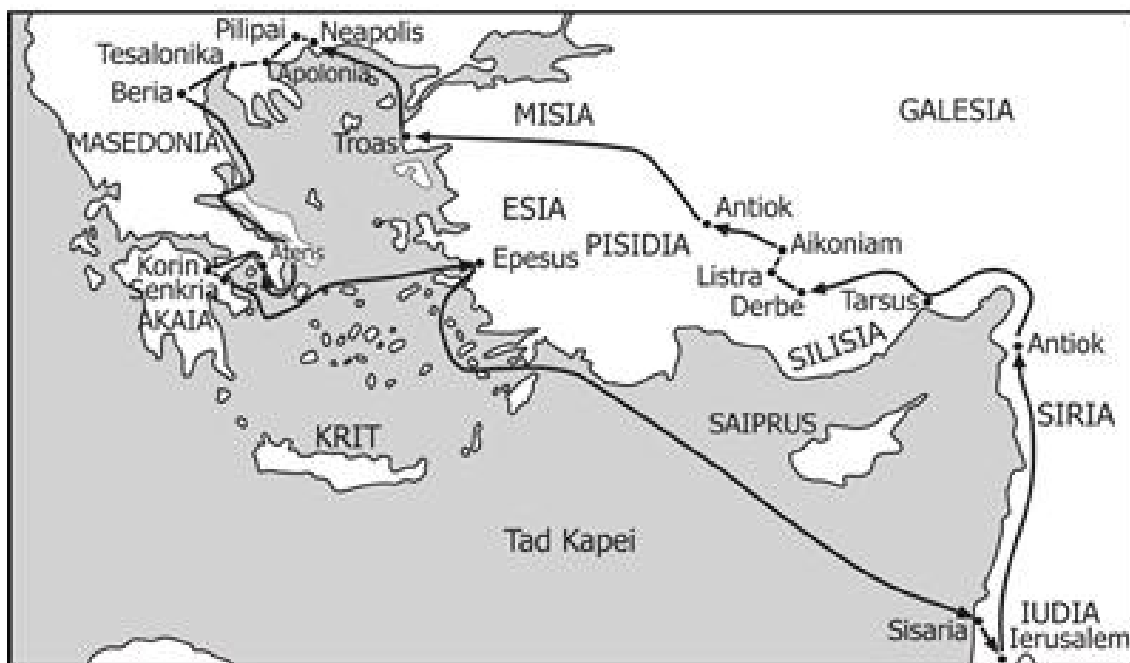 Pilipai
Neapolis
Tesalonika
Apolonia
Beria
MISIA
GALESIA
MASEDONIA
Troas
ESIA
Antiok
PISIDIA
Aikoniam
Atens
Korin
Epesus
Listra
Senkria
Derbe
Tarsus
AKAIA
SILISIA
Antiok
KRIT
SAIPRUS
SIRIA
Tad Kapei
IUDIA
Sisaria
Ierusalem